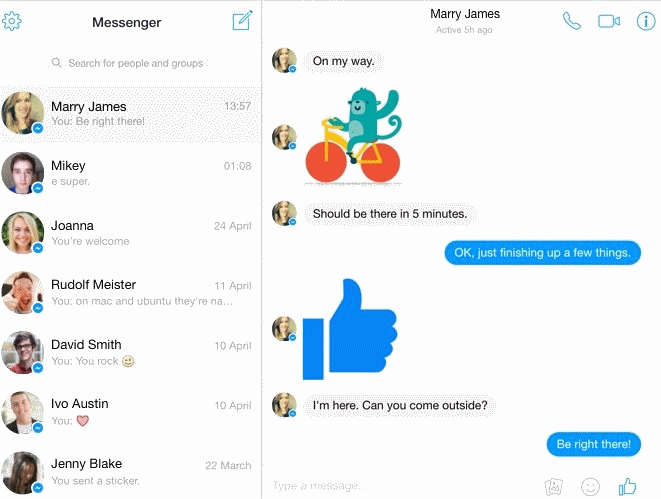 Messenger
Search for people and groups
Marry James
13:57
You: Be right there!
Mikey
01:08
e super.
Joanna
24 April
You're welcome
Rudolf Meister
11 April
You: on mac and ubuntu they're na...
David Smith
10 April
You: You rock 😉
Ivo Austin
10 April
You: ❤️
Jenny Blake
22 March
You sent a sticker.
Marry James
Active 5h ago
On my way.
Should be there in 5 minutes.
OK, just finishing up a few things.
I'm here. Can you come outside?
Be right there!
Type a message...